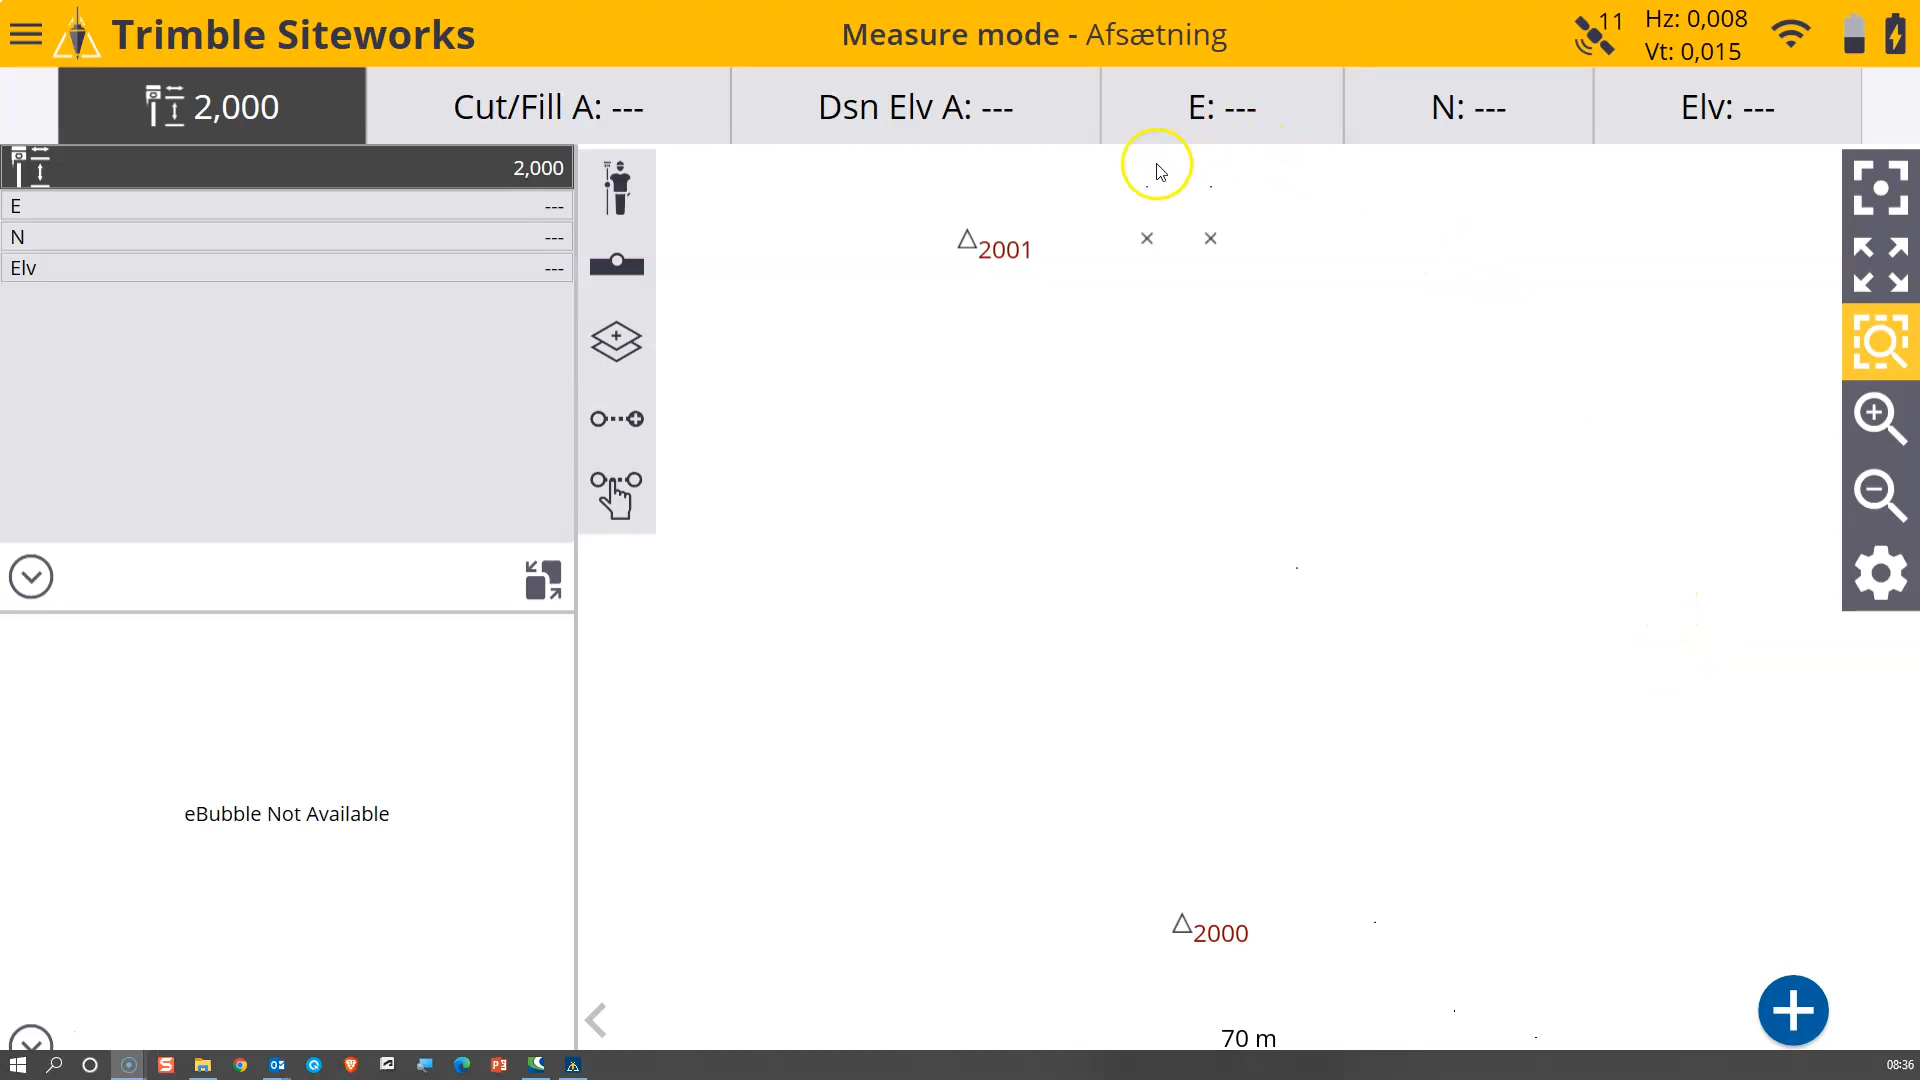 Trimble Siteworks
Measure mode - Afsætning
11
Hz: 0,008
Vt: 0,015
2,000
Cut/Fill A: ---
Dsn Elv A: ---
E: ---
N: ---
Elv: ---
2,000
E ---
N ---
Elv ---
eBubble Not Available
2001
2000
70 m
08:36